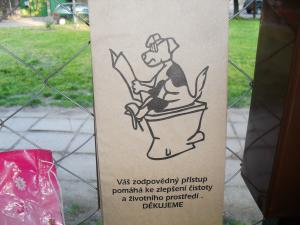 Váš zodpovědný přístup
pomáhá ke zlepšení čistoty
a životního prostředí .
DĚKUJEME